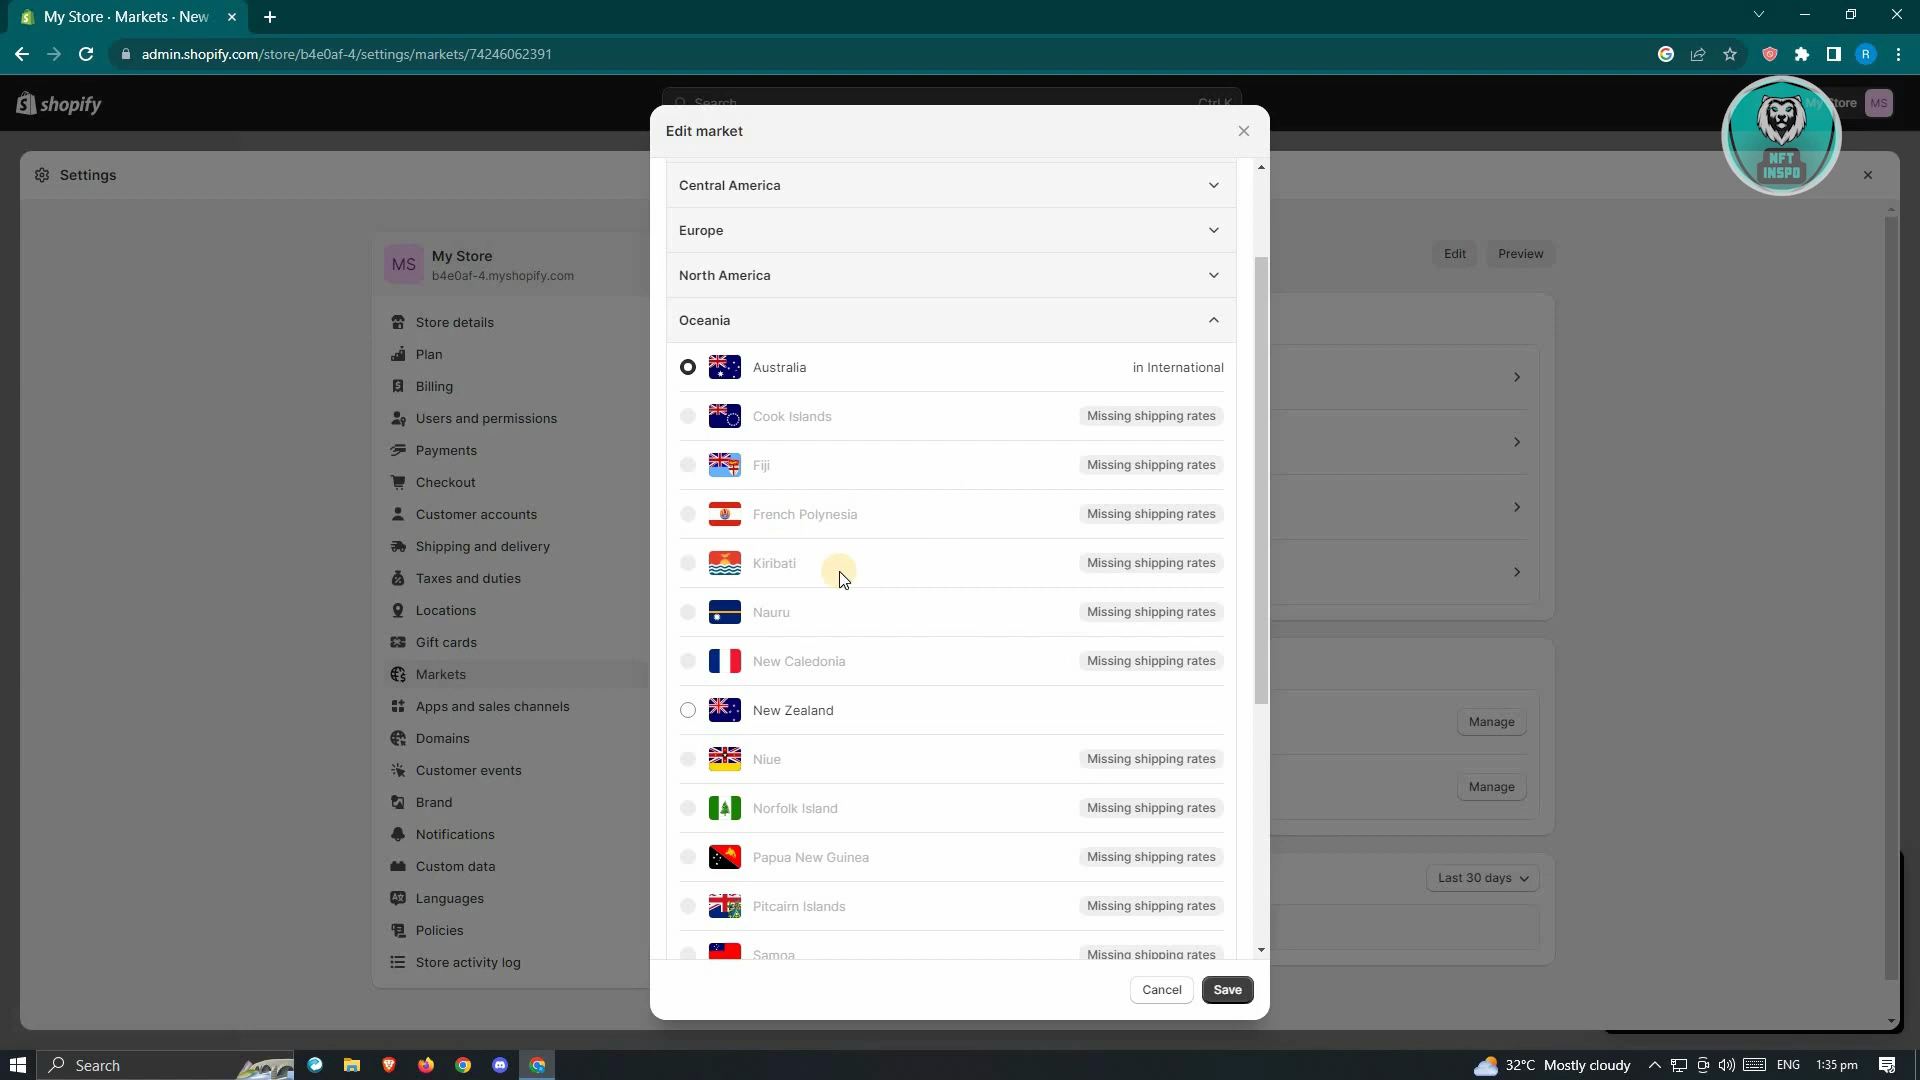 My Store · Markets · New
admin.shopify.com/store/b4e0af-4/settings/markets/74246062391
R
shopify
Search
Ctrl K
My Store
MS
NFT
INSPO
Edit market
Settings
Central America
Europe
North America
Oceania
Australia
in International
Cook Islands
Missing shipping rates
Fiji
Missing shipping rates
French Polynesia
Missing shipping rates
Kiribati
Missing shipping rates
Nauru
Missing shipping rates
New Caledonia
Missing shipping rates
New Zealand
Niue
Missing shipping rates
Norfolk Island
Missing shipping rates
Papua New Guinea
Missing shipping rates
Pitcairn Islands
Missing shipping rates
Samoa
Missing shipping rates
Cancel
Save
MS
My Store
b4e0af-4.myshopify.com
Store details
Plan
Billing
Users and permissions
Payments
Checkout
Customer accounts
Shipping and delivery
Taxes and duties
Locations
Gift cards
Markets
Apps and sales channels
Domains
Customer events
Brand
Notifications
Custom data
Languages
Policies
Store activity log
Edit
Preview
Manage
Manage
Last 30 days
Search
32°C Mostly cloudy
ENG
1:35 pm